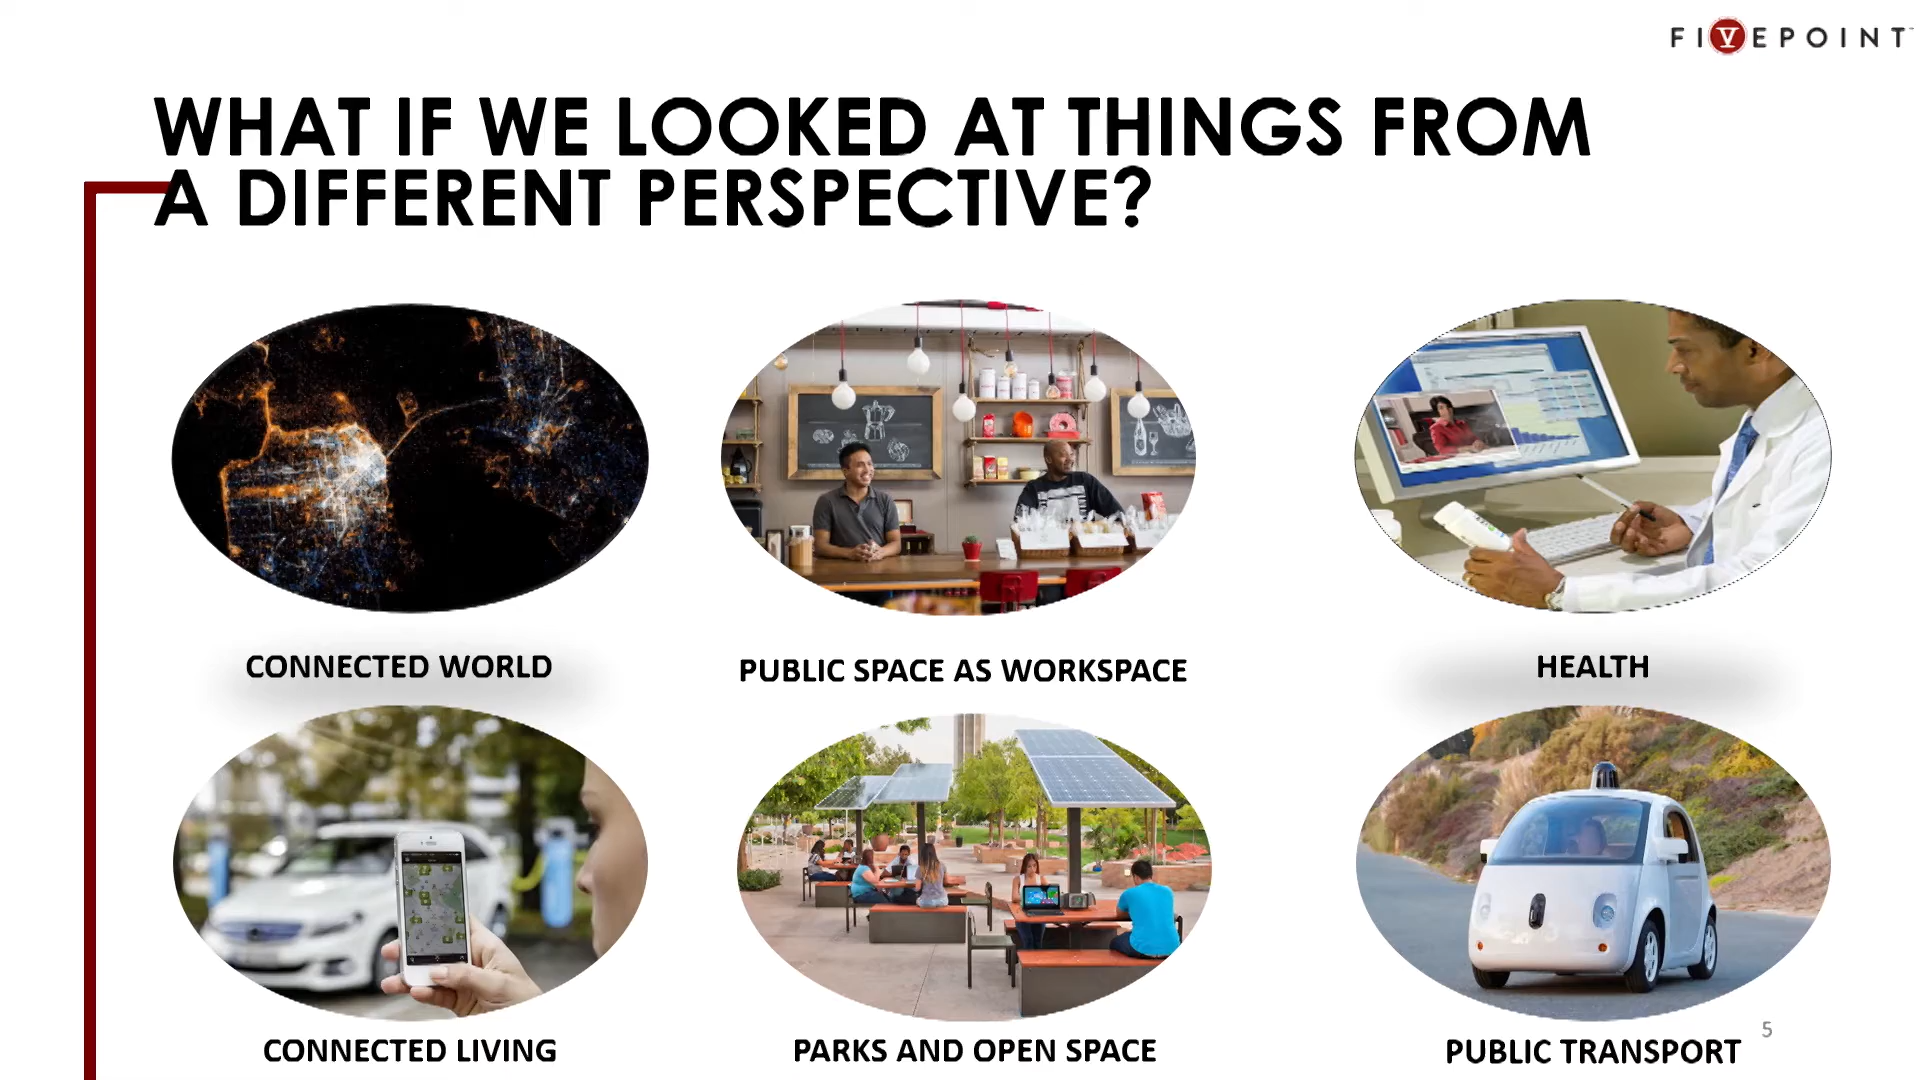 FIVEPOINT
WHAT IF WE LOOKED AT THINGS FROM
A DIFFERENT PERSPECTIVE?
CONNECTED WORLD
PUBLIC SPACE AS WORKSPACE
HEALTH
CONNECTED LIVING
PARKS AND OPEN SPACE
PUBLIC TRANSPORT
5